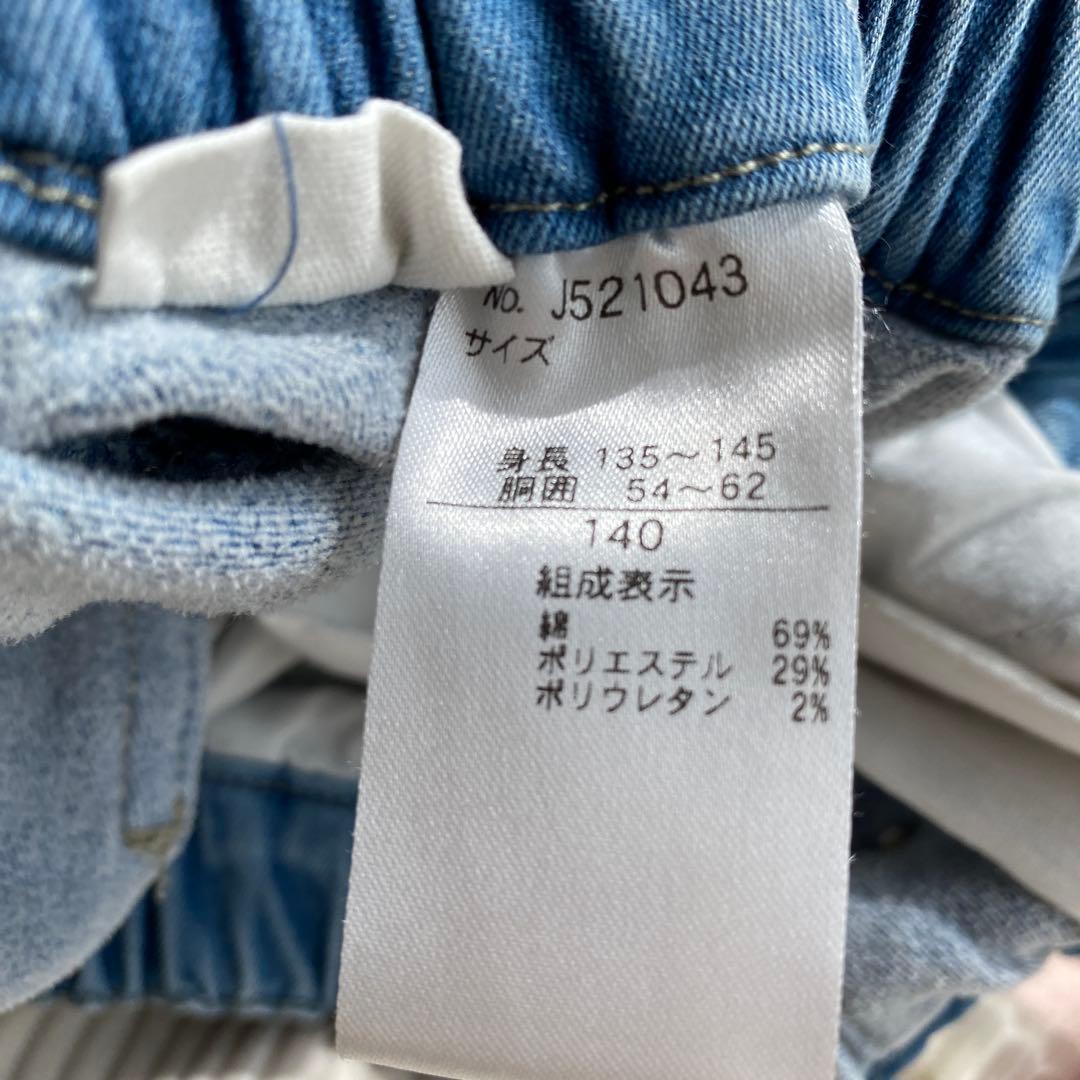 No. J521043
サイズ
身長 135～145
胴囲 54～62
140
組成表示
綿 69%
ポリエステル 29%
ポリウレタン 2%